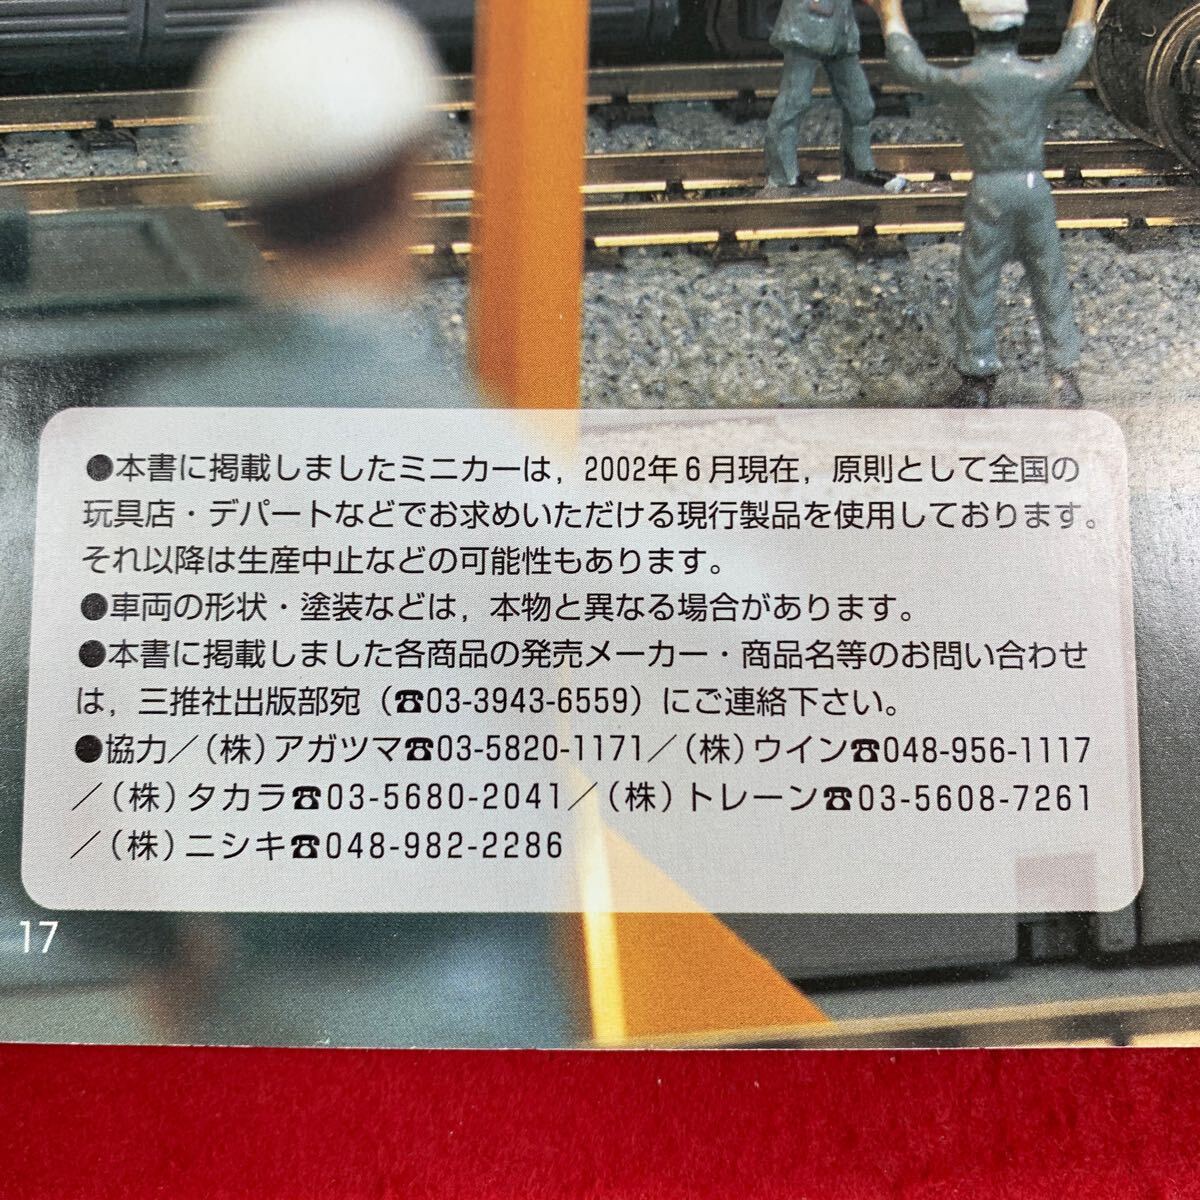 ●本書に掲載しましたミニカーは，2002年６月現在，原則として全国の
玩具店・デパートなどでお求めいただける現行製品を使用しております。
それ以降は生産中止などの可能性もあります。
●車両の形状・塗装などは，本物と異なる場合があります。
●本書に掲載しました各商品の発売メーカー・商品名等のお問い合わせ
は，三推社出版部宛（☎03-3943-6559）にご連絡下さい。
●協力／（株）アガツマ☎03-5820-1171／（株）ウイン☎048-956-1117
／（株）タカラ☎03-5680-2041／（株）トレーン☎03-5608-7261
／（株）ニシキ☎048-982-2286
17